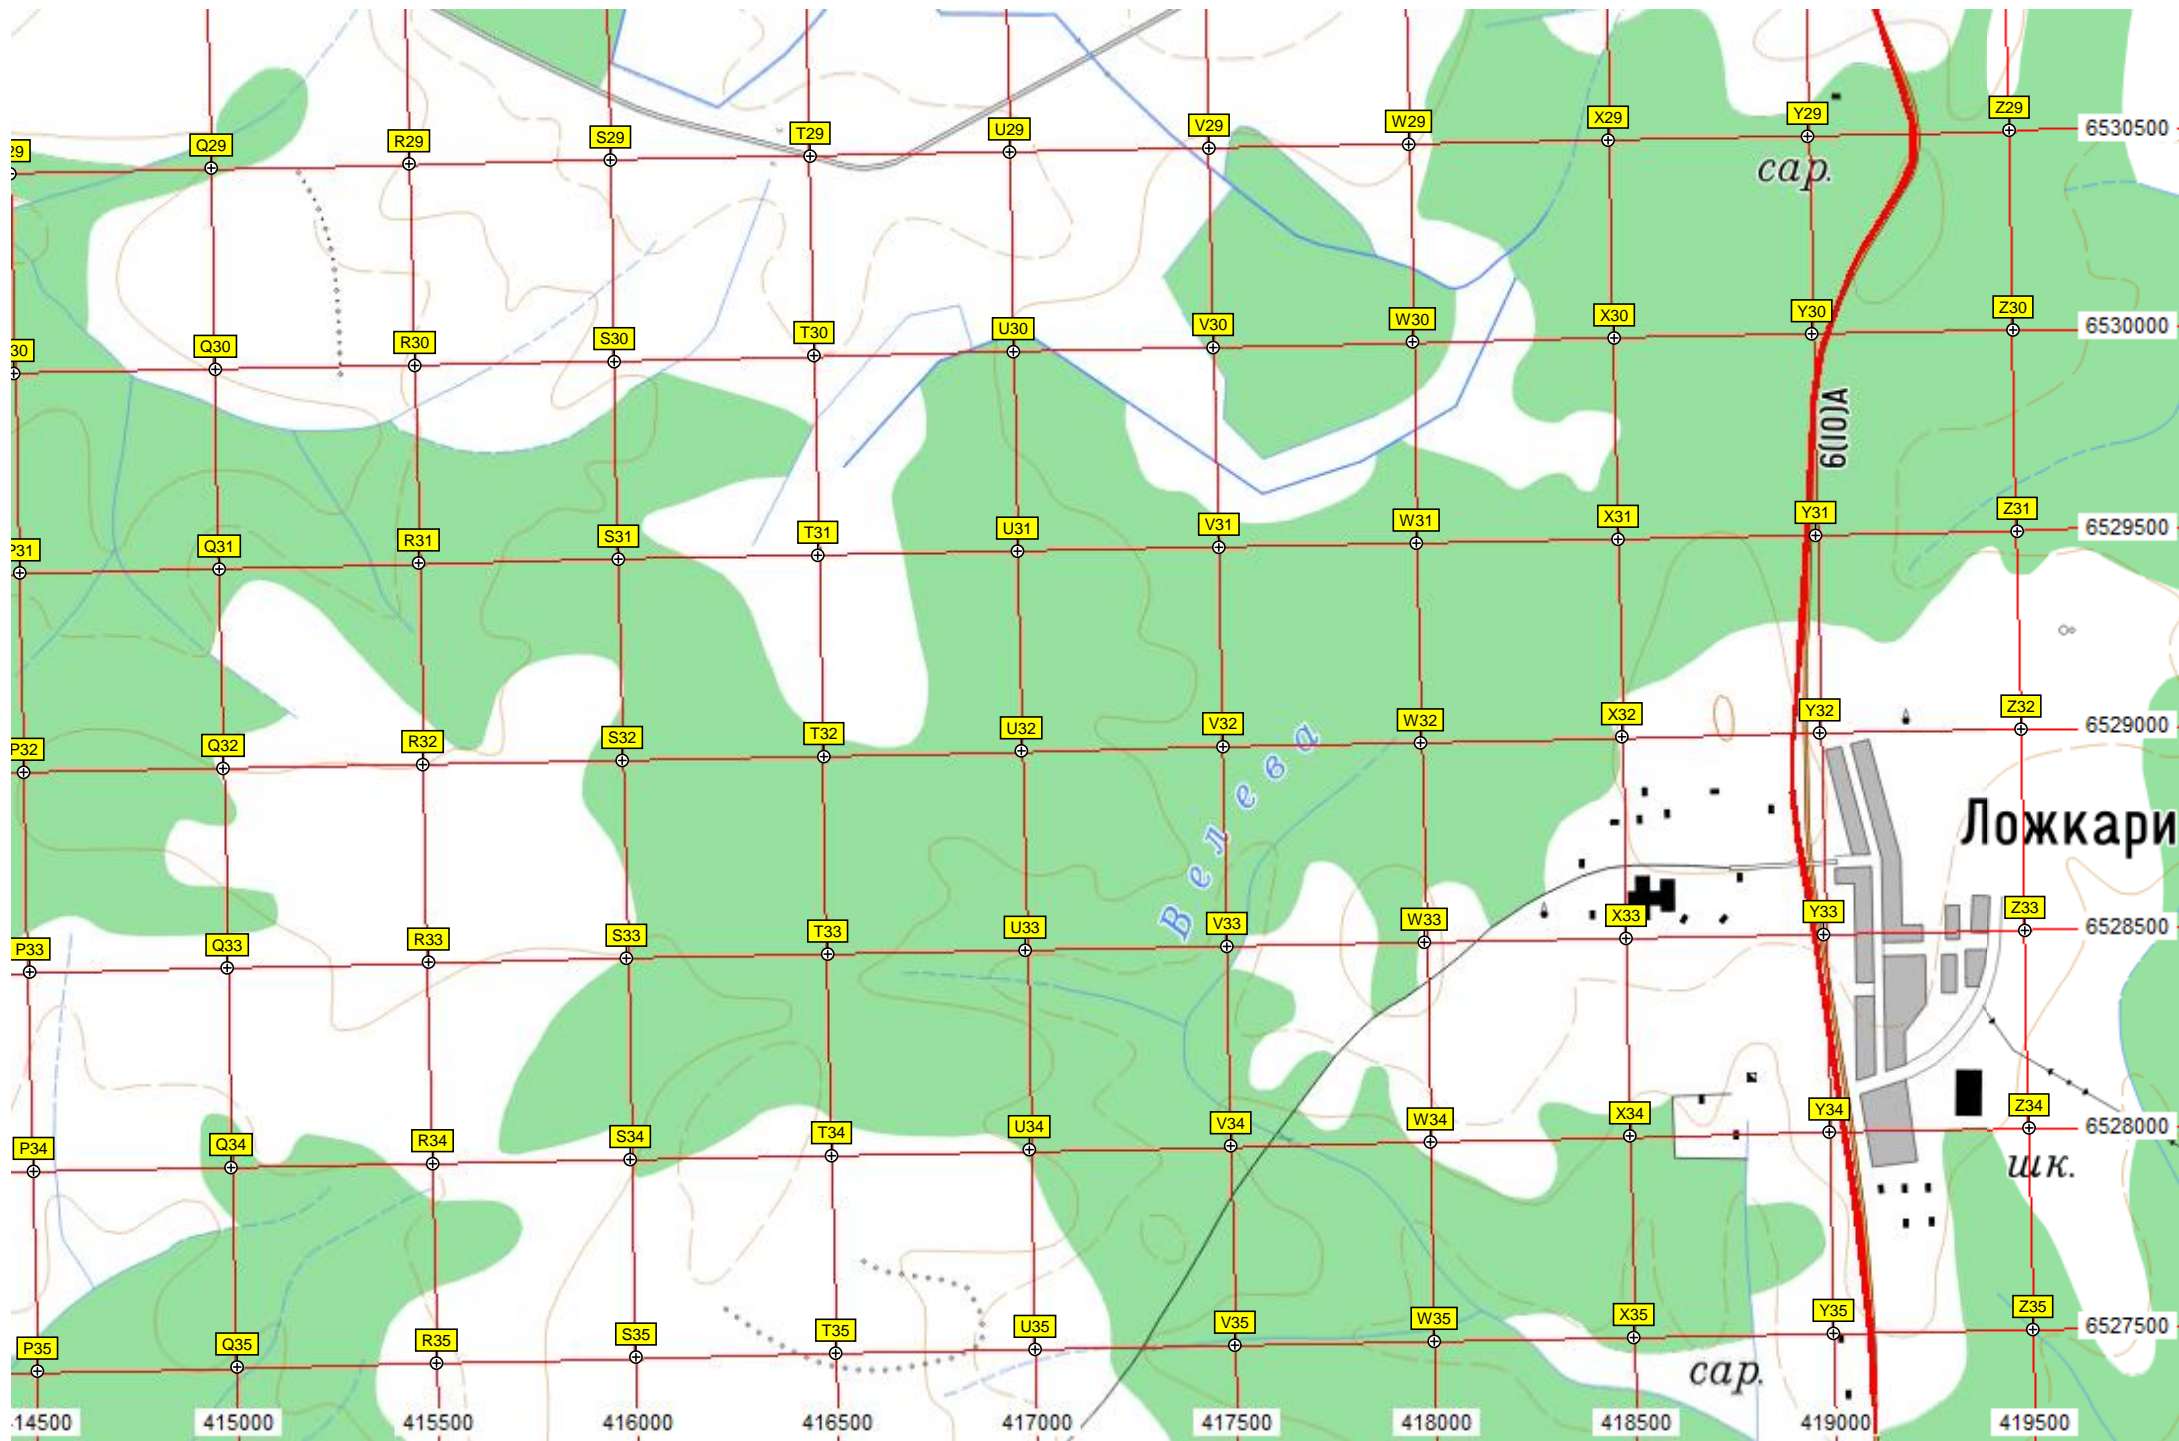 Q29 R29 S29 T29 U29 V29 W29 X29 Y29 Z29 6530500
29
сар.
30 Q30 R30 S30 T30 U30 V30 W30 X30 Y30 Z30 6530000
6(10)А
P31 Q31 R31 S31 T31 U31 V31 W31 X31 Y31 Z31 6529500
P32 Q32 R32 S32 T32 U32 V32 W32 X32 Y32 Z32 6529000
Велева
Ложкари
P33 Q33 R33 S33 T33 U33 V33 W33 X33 Y33 Z33 6528500
P34 Q34 R34 S34 T34 U34 V34 W34 X34 Y34 Z34 6528000
шк.
P35 Q35 R35 S35 T35 U35 V35 W35 X35 Y35 Z35 6527500
сар.
14500 415000 415500 416000 416500 417000 417500 418000 418500 419000 419500